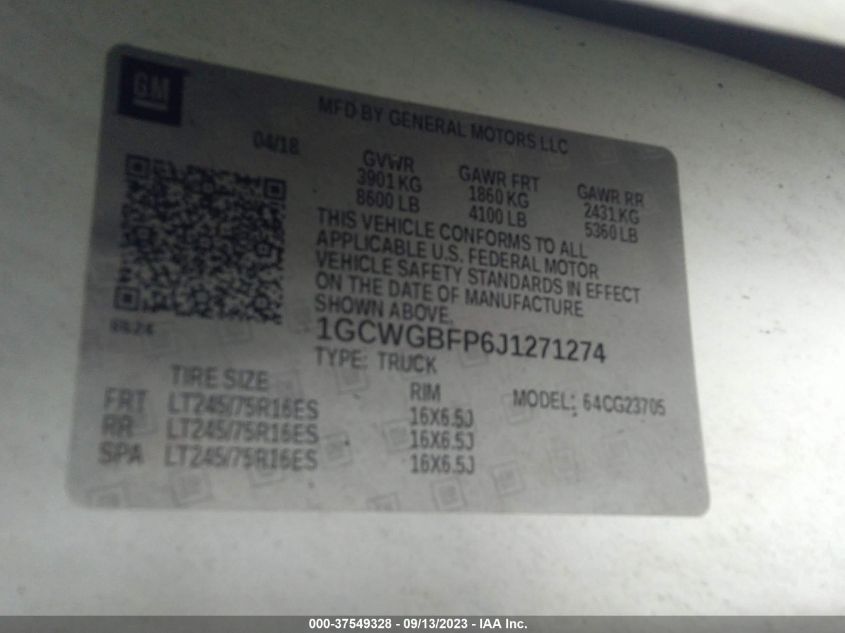 GM
MFD BY GENERAL MOTORS LLC
04/18
GVWR
3901 KG
8600 LB
GAWR FRT
1860 KG
4100 LB
GAWR RR
2431 KG
5360 LB
THIS VEHICLE CONFORMS TO ALL
APPLICABLE U.S. FEDERAL MOTOR
VEHICLE SAFETY STANDARDS IN EFFECT
ON THE DATE OF MANUFACTURE
SHOWN ABOVE.
1GCWGBFP6J1271274
TYPE: TRUCK
TIRE SIZE
RIM
MODEL: 64CG23705
FRT LT245/75R16ES 16X6.5J
RR LT245/75R16ES 16X6.5J
SPA LT245/75R16ES 16X6.5J
000-37549328 - 09/13/2023 - IAA Inc.